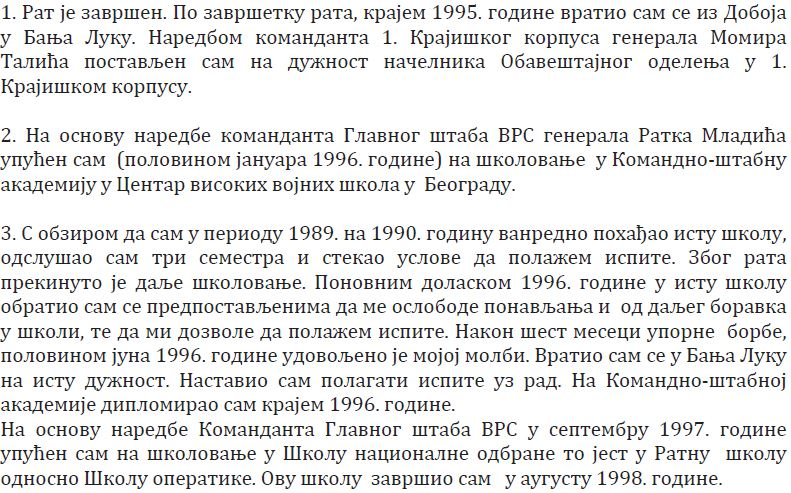 1. Рат је завршен. По завршетку рата, крајем 1995. године вратио сам се из Добоја
у Бања Луку. Наредбом команданта 1. Крајишког корпуса генерала Момира
Талића постављен сам на дужност начелника Обавештајног оделења у 1.
Крајишком корпусу.
2. На основу наредбе команданта Главног штаба ВРС генерала Ратка Младића
упућен сам (половином јануара 1996. године) на школовање у Командно-штабну
академију у Центар високих војних школа у Београду.
3. С обзиром да сам у периоду 1989. на 1990. годину ванредно похађао исту школу,
одслушао сам три семестра и стекао услове да полажем испите. Због рата
прекинуто је даље школовање. Поновним доласком 1996. године у исту школу
обратио сам се предпостављенима да ме ослободе понављања и од даљег боравка
у школи, те да ми дозволе да полажем испите. Након шест месеци упорне борбе,
половином јуна 1996. године удовољено је мојој молби. Вратио сам се у Бања Луку
на исту дужност. Наставио сам полагати испите уз рад. На Командно-штабној
академије дипломирао сам крајем 1996. године.
На основу наредбе Команданта Главног штаба ВРС у септембру 1997. године
упућен сам на школовање у Школу националне одбране то јест у Ратну школу
односно Школу оператике. Ову школу завршио сам у аугусту 1998. године.